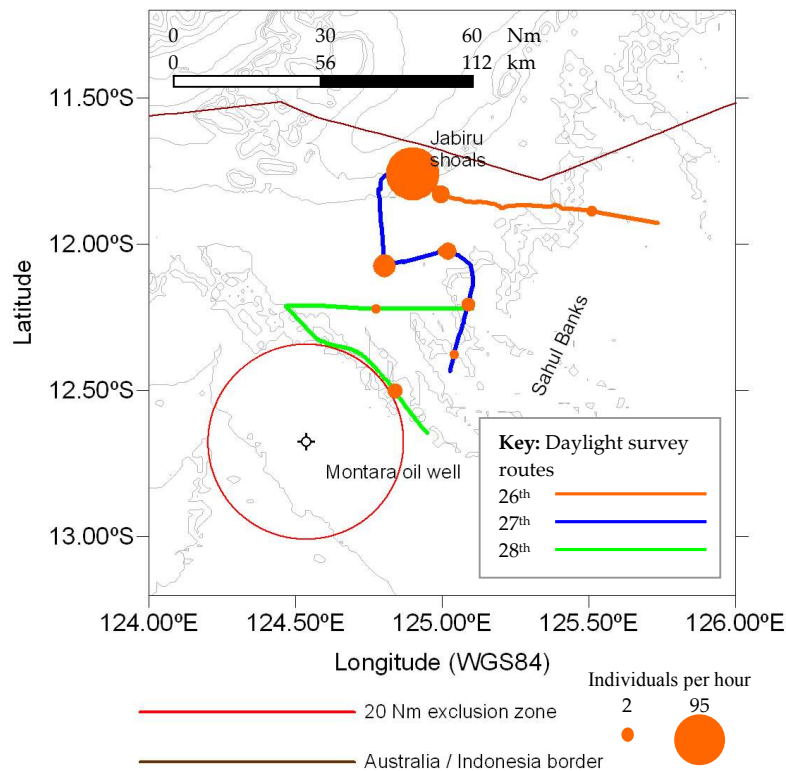 0 30 60 Nm
0 56 112 km
11.50ºS
Jabiru
shoals
12.00ºS
Latitude
Sahul Banks
12.50ºS
Montara oil well
Key: Daylight survey
routes
26th
27th
28th
13.00ºS
124.00ºE 124.50ºE 125.00ºE 125.50ºE 126.00ºE
Longitude (WGS84)
Individuals per hour
2 95
20 Nm exclusion zone
Australia / Indonesia border